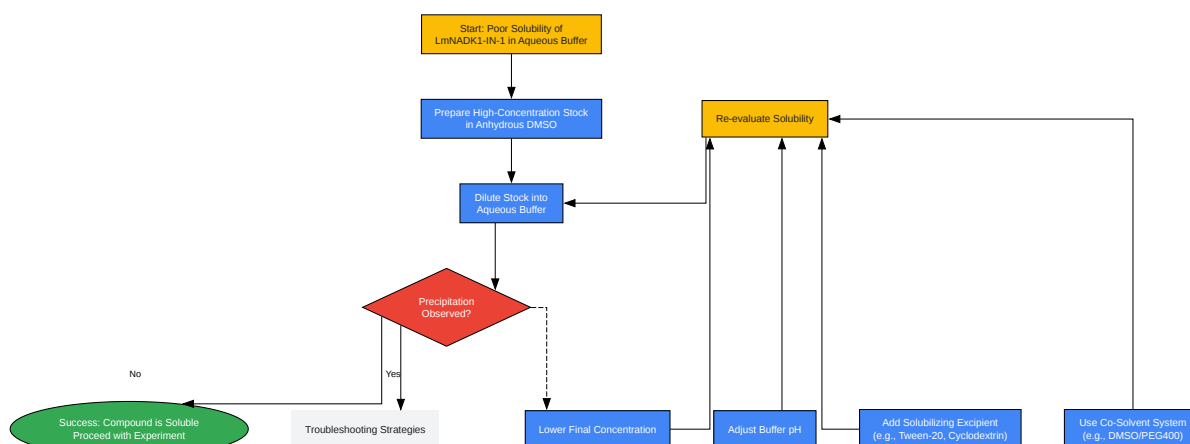 Start: Poor Solubility of
LmNADK1-IN-1 in Aqueous Buffer
Prepare High-Concentration Stock
in Anhydrous DMSO
Re-evaluate Solubility
Dilute Stock into
Aqueous Buffer
Precipitation
Observed?
No
Yes
Success: Compound is Soluble
Proceed with Experiment
Troubleshooting Strategies
Lower Final Concentration
Adjust Buffer pH
Add Solubilizing Excipient
(e.g., Tween-20, Cyclodextrin)
Use Co-Solvent System
(e.g., DMSO/PEG400)